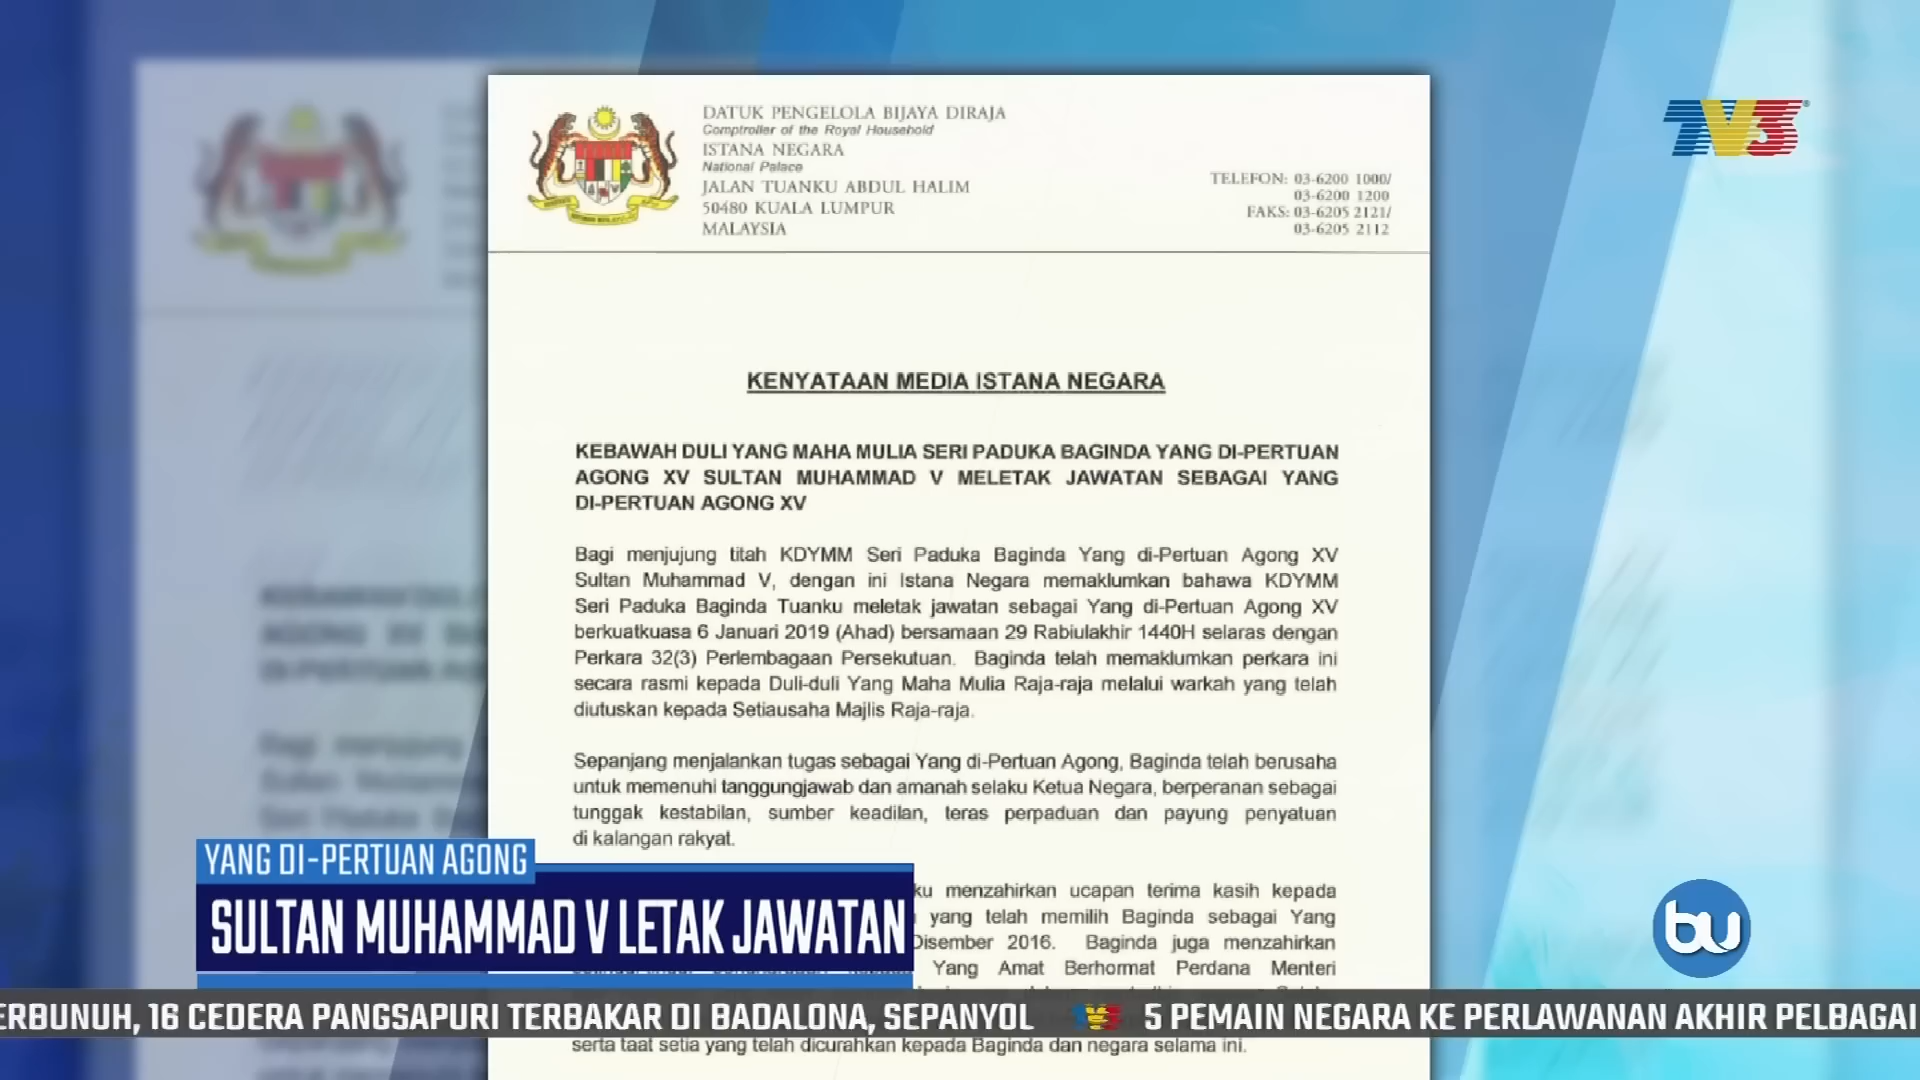 DATUK PENGELOLA BIJAYA DIRAJA
Comptroller of the Royal Household
ISTANA NEGARA
National Palace
JALAN TUANKU ABDUL HALIM
50480 KUALA LUMPUR
MALAYSIA
TELEFON: 03-6200 1000/
03-6200 1200
FAKS: 03-6205 2121/
03-6205 2112
TV3
KENYATAAN MEDIA ISTANA NEGARA
KEBAWAH DULI YANG MAHA MULIA SERI PADUKA BAGINDA YANG DI-PERTUAN
AGONG XV SULTAN MUHAMMAD V MELETAK JAWATAN SEBAGAI YANG
DI-PERTUAN AGONG XV
Bagi menjujung titah KDYMM Seri Paduka Baginda Yang di-Pertuan Agong XV
Sultan Muhammad V, dengan ini Istana Negara memaklumkan bahawa KDYMM
Seri Paduka Baginda Tuanku meletak jawatan sebagai Yang di-Pertuan Agong XV
berkuatkuasa 6 Januari 2019 (Ahad) bersamaan 29 Rabiulakhir 1440H selaras dengan
Perkara 32(3) Perlembagaan Persekutuan. Baginda telah memaklumkan perkara ini
secara rasmi kepada Duli-duli Yang Maha Mulia Raja-raja melalui warkah yang telah
diutuskan kepada Setiausaha Majlis Raja-raja.
Sepanjang menjalankan tugas sebagai Yang di-Pertuan Agong, Baginda telah berusaha
untuk memenuhi tanggungjawab dan amanah selaku Ketua Negara, berperanan sebagai
tunggak kestabilan, sumber keadilan, teras perpaduan dan payung penyatuan
di kalangan rakyat.
ku menzahirkan ucapan terima kasih kepada
yang telah memilih Baginda sebagai Yang
Disember 2016. Baginda juga menzahirkan
Yang Amat Berhormat Perdana Menteri
serta taat setia yang telah dicurahkan kepada Baginda dan negara selama ini.
YANG DI-PERTUAN AGONG
SULTAN MUHAMMAD V LETAK JAWATAN
bu
ERBUNUH, 16 CEDERA PANGSAPURI TERBAKAR DI BADALONA, SEPANYOL TV3 5 PEMAIN NEGARA KE PERLAWANAN AKHIR PELBAGAI